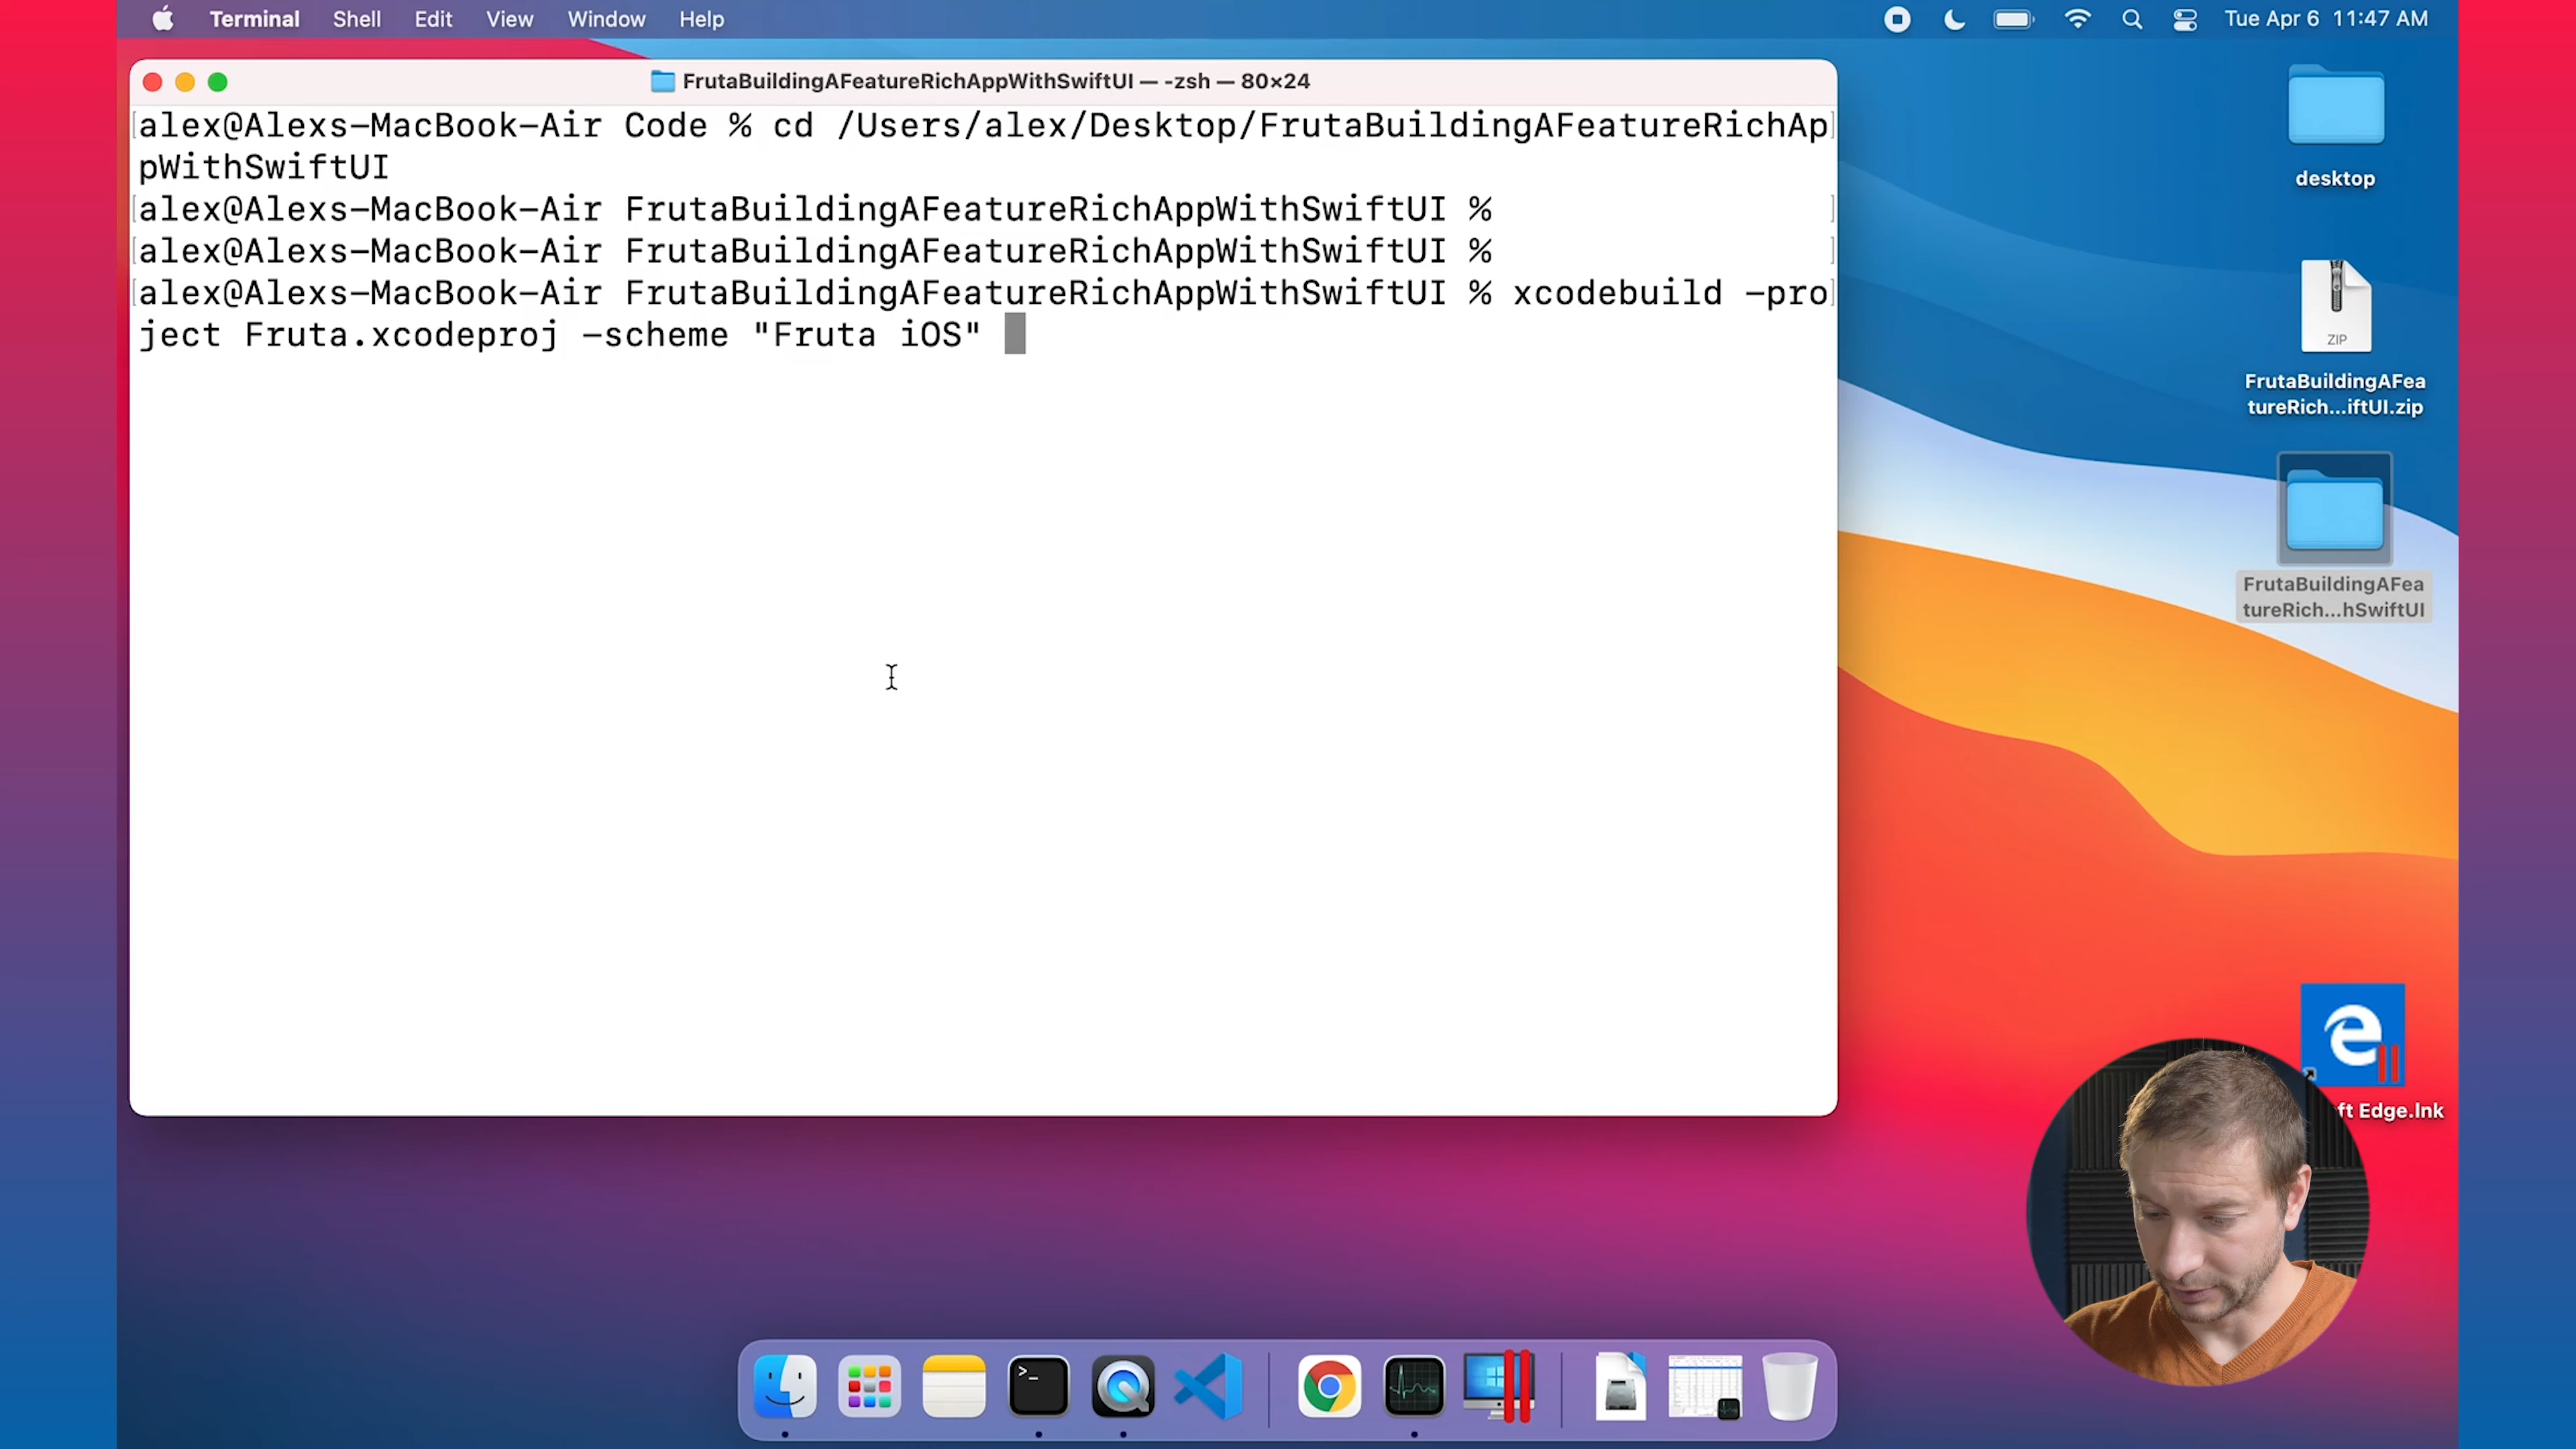 Terminal Shell Edit View Window Help Tue Apr 6 11:47 AM
FrutaBuildingAFeatureRichAppWithSwiftUI — -zsh — 80×24
alex@Alexs-MacBook-Air Code % cd /Users/alex/Desktop/FrutaBuildingAFeatureRichAp
pWithSwiftUI
alex@Alexs-MacBook-Air FrutaBuildingAFeatureRichAppWithSwiftUI %
alex@Alexs-MacBook-Air FrutaBuildingAFeatureRichAppWithSwiftUI %
alex@Alexs-MacBook-Air FrutaBuildingAFeatureRichAppWithSwiftUI % xcodebuild -pro
ject Fruta.xcodeproj -scheme "Fruta iOS"
desktop
ZIP
FrutaBuildingAFea
tureRich...iftUI.zip
FrutaBuildingAFea
tureRich...hSwiftUI
ft Edge.lnk
>_